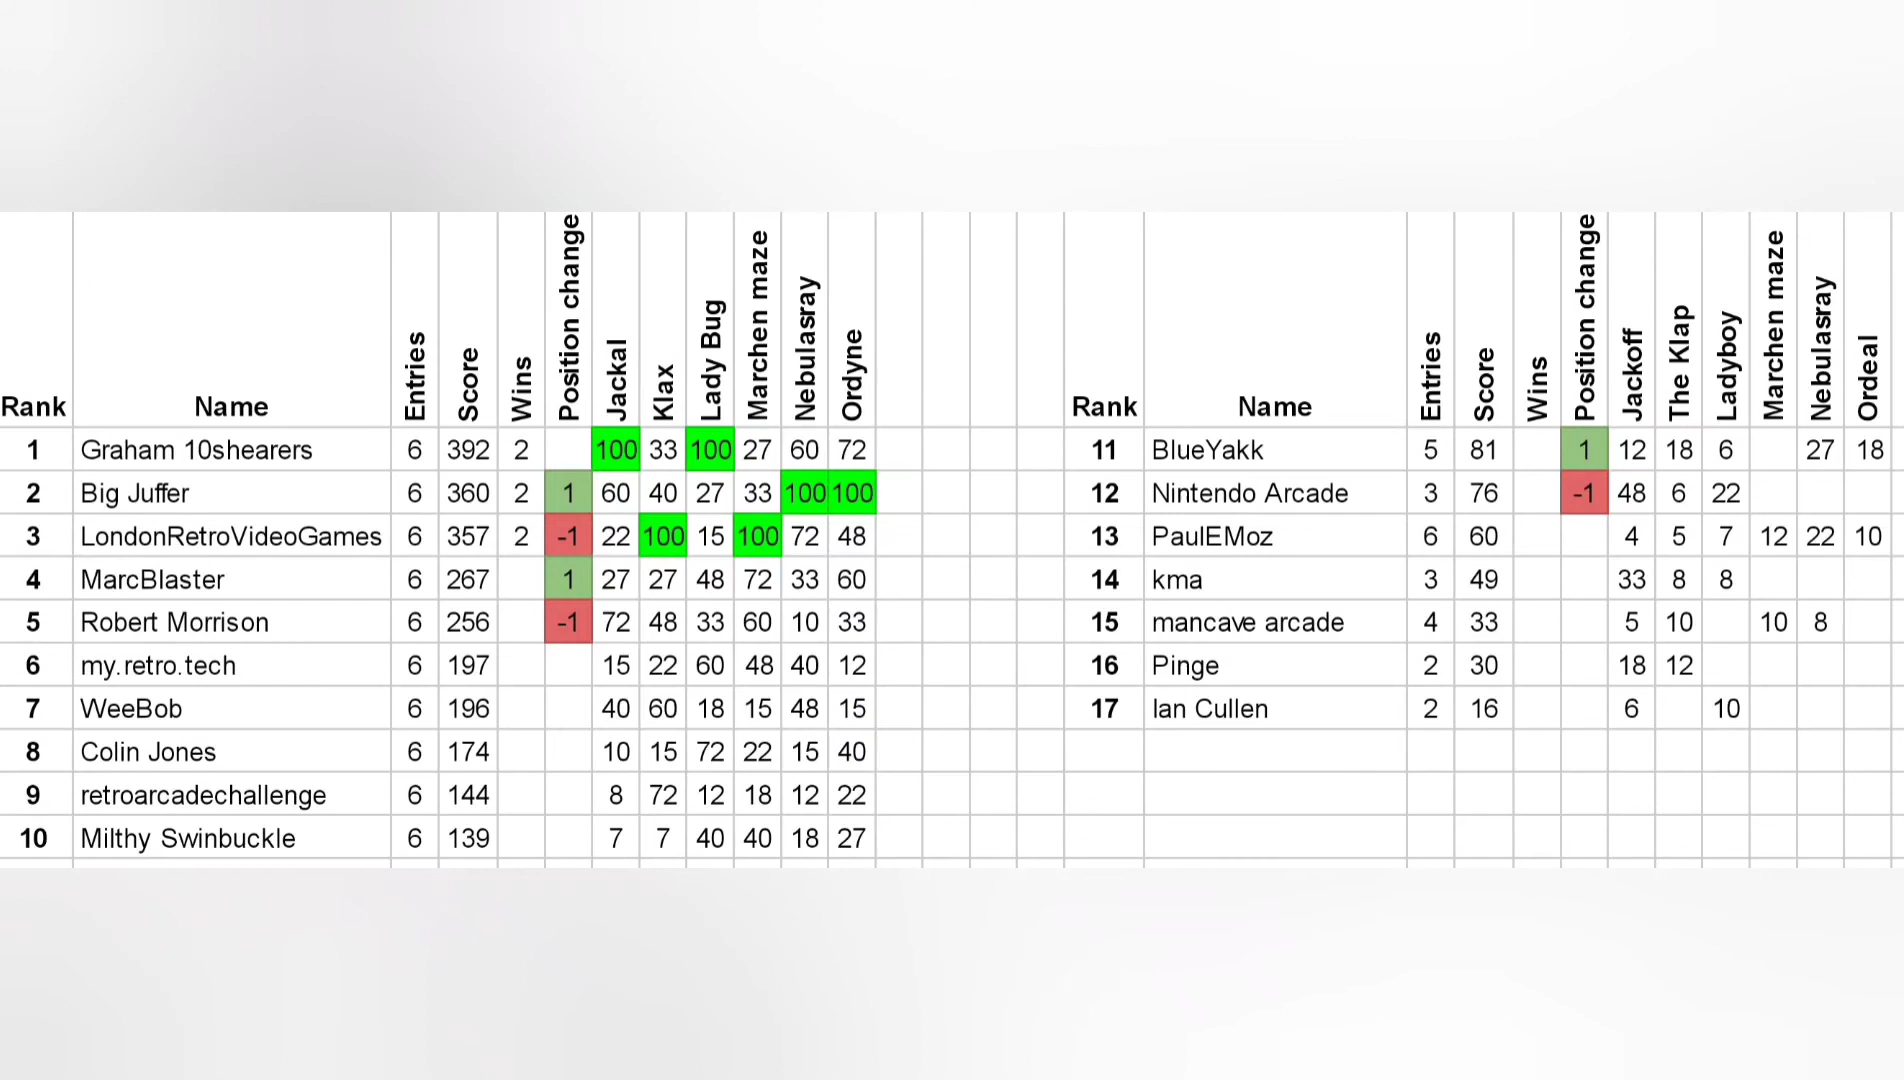 Rank Name Entries Score Wins Position change Jackal Klax Lady Bug Marchen maze Nebulasray Ordyne
1 Graham 10shearers 6 392 2 100 33 100 27 60 72
2 Big Juffer 6 360 2 1 60 40 27 33 100 100
3 LondonRetroVideoGames 6 357 2 -1 22 100 15 100 72 48
4 MarcBlaster 6 267 1 27 27 48 72 33 60
5 Robert Morrison 6 256 -1 72 48 33 60 10 33
6 my.retro.tech 6 197 15 22 60 48 40 12
7 WeeBob 6 196 40 60 18 15 48 15
8 Colin Jones 6 174 10 15 72 22 15 40
9 retroarcadechallenge 6 144 8 72 12 18 12 22
10 Milthy Swinbuckle 6 139 7 7 40 40 18 27
Rank Name Entries Score Wins Position change Jackoff The Klap Ladyboy Marchen maze Nebulasray Ordeal
11 BlueYakk 5 81 1 12 18 6 27 18
12 Nintendo Arcade 3 76 -1 48 6 22
13 PaulEMoz 6 60 4 5 7 12 22 10
14 kma 3 49 33 8 8
15 mancave arcade 4 33 5 10 10 8
16 Pinge 2 30 18 12
17 Ian Cullen 2 16 6 10